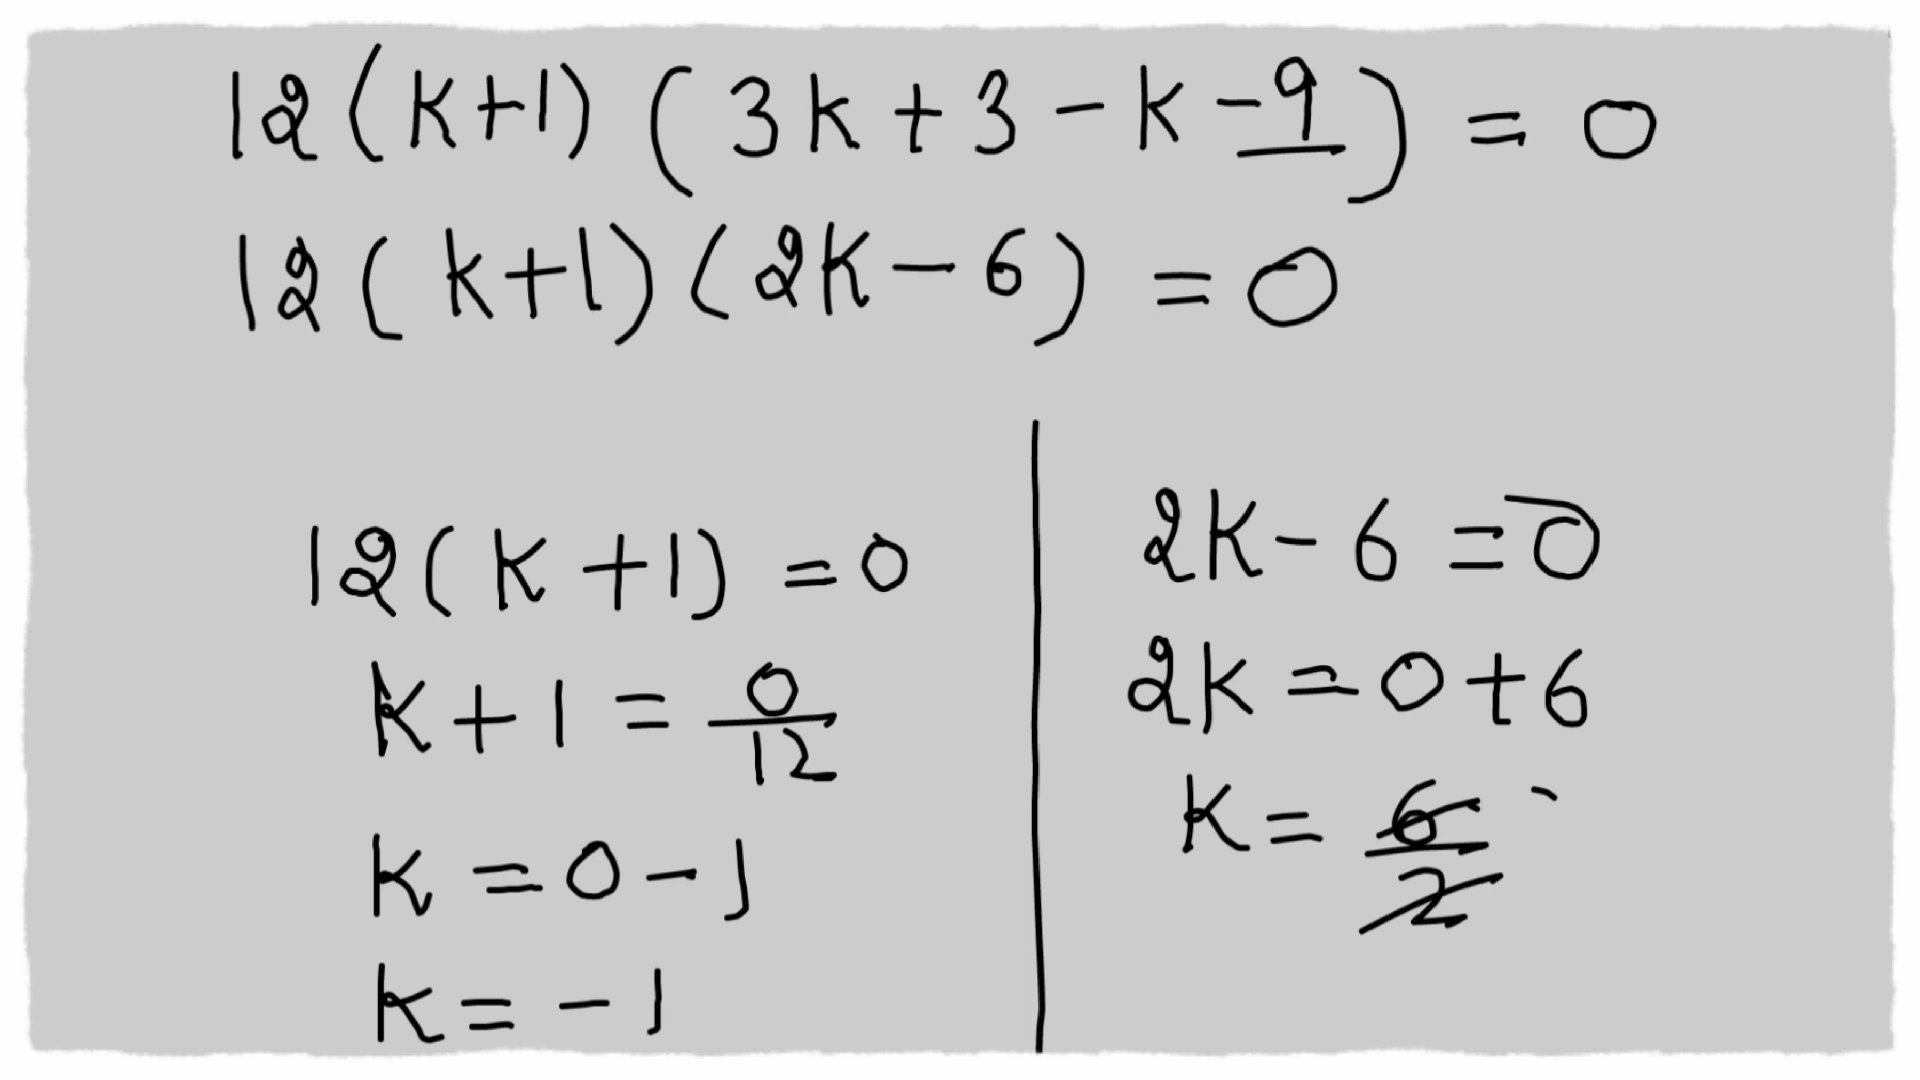 12(k+1)(3k+3-k-9)=0
12(k+1)(2k-6)=0
12(k+1)=0
k+1=0/12
k=0-1
k=-1
2k-6=0
2k=0+6
k=6/2